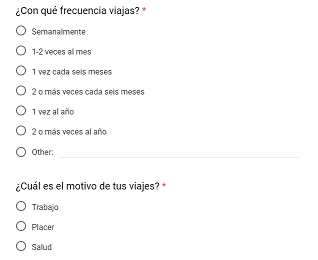 ¿Con qué frecuencia viajas? *
Semanalmente
1-2 veces al mes
1 vez cada seis meses
2 o más veces cada seis meses
1 vez al año
2 o más veces al año
Other:
¿Cuál es el motivo de tus viajes? *
Trabajo
Placer
Salud